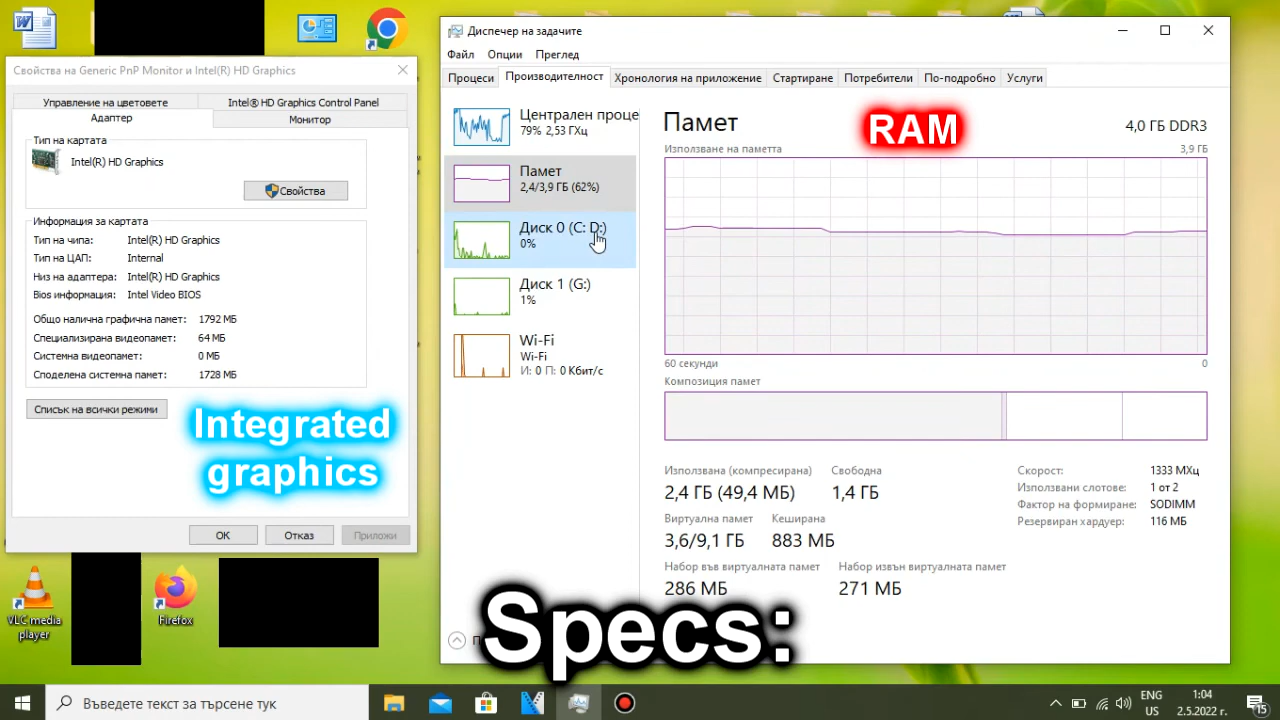 Свойства на Generic PnP Monitor и Intel(R) HD Graphics
Управление на цветовете
Intel® HD Graphics Control Panel
Адаптер
Монитор
Тип на картата
Intel(R) HD Graphics
Свойства
Информация за картата
Тип на чипа: Intel(R) HD Graphics
Тип на ЦАП: Internal
Низ на адаптера: Intel(R) HD Graphics
Bios информация: Intel Video BIOS
Общо налична графична памет: 1792 МБ
Специализирана видеопамет: 64 МБ
Системна видеопамет: 0 МБ
Споделена системна памет: 1728 МБ
Списък на всички режими
Integrated
graphics
OK
Отказ
Приложи
Диспечер на задачите
Файл Опции Преглед
Процеси Производителност Хронология на приложение Стартиране Потребители По-подробно Услуги
Централен проце
79% 2,53 ГХц
Памет
2,4/3,9 ГБ (62%)
Диск 0 (C: D:)
0%
Диск 1 (G:)
1%
Wi-Fi
Wi-Fi
И: 0 П: 0 Кбит/с
Памет
RAM
4,0 ГБ DDR3
Използване на паметта
3,9 ГБ
60 секунди
0
Композиция памет
Използвана (компресирана)
2,4 ГБ (49,4 МБ)
Свободна
1,4 ГБ
Виртуална памет
3,6/9,1 ГБ
Кеширана
883 МБ
Набор във виртуалната памет
286 МБ
Набор извън виртуалната памет
271 МБ
Скорост: 1333 МХц
Използвани слотове: 1 от 2
Фактор на формиране: SODIMM
Резервиран хардуер: 116 МБ
Specs:
VLC media
player
Firefox
Въведете текст за търсене тук
ENG
US
1:04
2.5.2022 г.
15